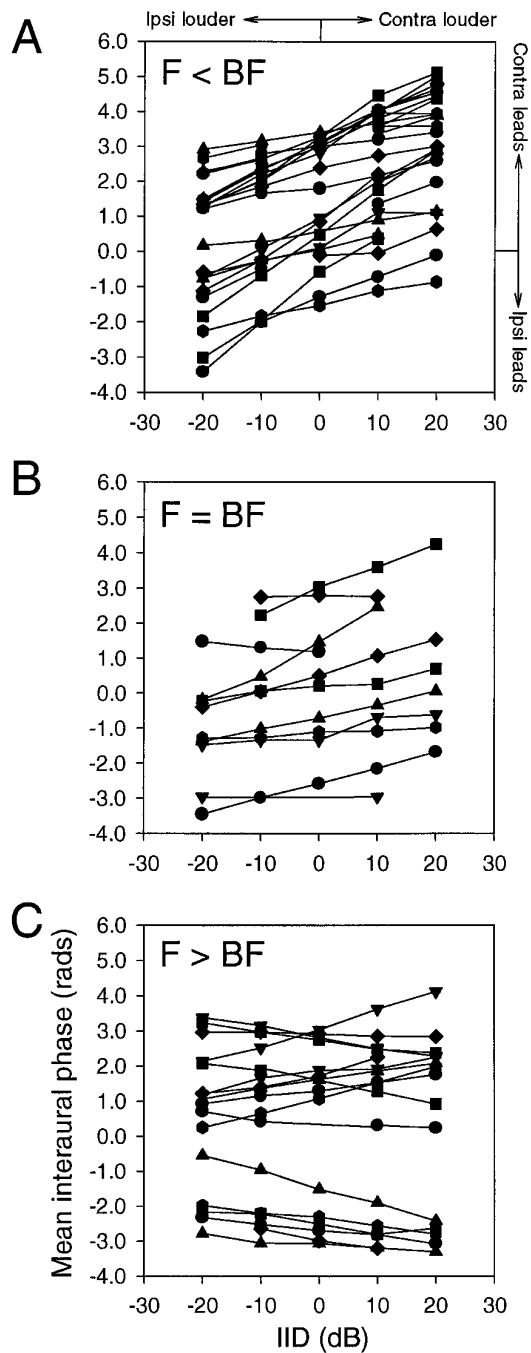 A
Ipsi louder
Contra louder
F < BF
6.0
5.0
4.0
3.0
2.0
1.0
0.0
-1.0
-2.0
-3.0
-4.0
-30 -20 -10 0 10 20 30
Contra leads
Ipsi leads
B
F = BF
6.0
5.0
4.0
3.0
2.0
1.0
0.0
-1.0
-2.0
-3.0
-4.0
-30 -20 -10 0 10 20 30
C
F > BF
6.0
5.0
4.0
3.0
2.0
1.0
0.0
-1.0
-2.0
-3.0
-4.0
-30 -20 -10 0 10 20 30
Mean interaural phase (rads)
IID (dB)